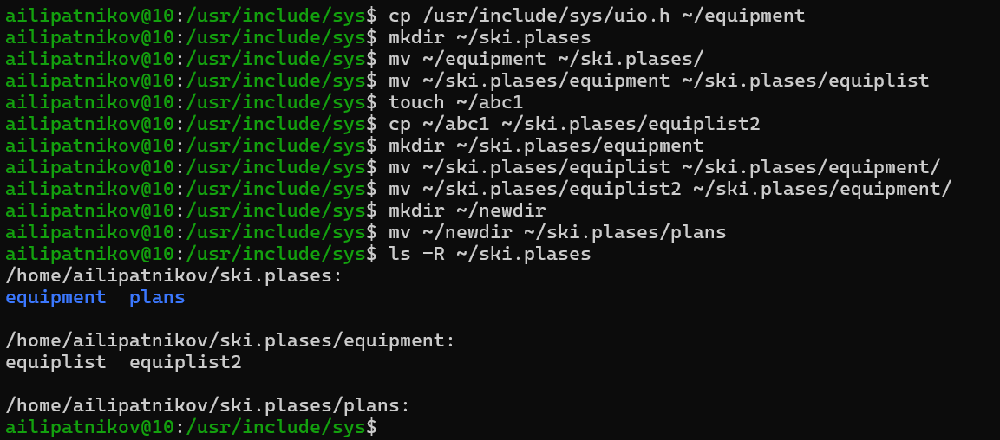 ailipatnikov@10:/usr/include/sys$ cp /usr/include/sys/uio.h ~/equipment
ailipatnikov@10:/usr/include/sys$ mkdir ~/ski.plases
ailipatnikov@10:/usr/include/sys$ mv ~/equipment ~/ski.plases/
ailipatnikov@10:/usr/include/sys$ mv ~/ski.plases/equipment ~/ski.plases/equiplist
ailipatnikov@10:/usr/include/sys$ touch ~/abc1
ailipatnikov@10:/usr/include/sys$ cp ~/abc1 ~/ski.plases/equiplist2
ailipatnikov@10:/usr/include/sys$ mkdir ~/ski.plases/equipment
ailipatnikov@10:/usr/include/sys$ mv ~/ski.plases/equiplist ~/ski.plases/equipment/
ailipatnikov@10:/usr/include/sys$ mv ~/ski.plases/equiplist2 ~/ski.plases/equipment/
ailipatnikov@10:/usr/include/sys$ mkdir ~/newdir
ailipatnikov@10:/usr/include/sys$ mv ~/newdir ~/ski.plases/plans
ailipatnikov@10:/usr/include/sys$ ls -R ~/ski.plases
/home/ailipatnikov/ski.plases:
equipment  plans

/home/ailipatnikov/ski.plases/equipment:
equiplist  equiplist2

/home/ailipatnikov/ski.plases/plans:
ailipatnikov@10:/usr/include/sys$